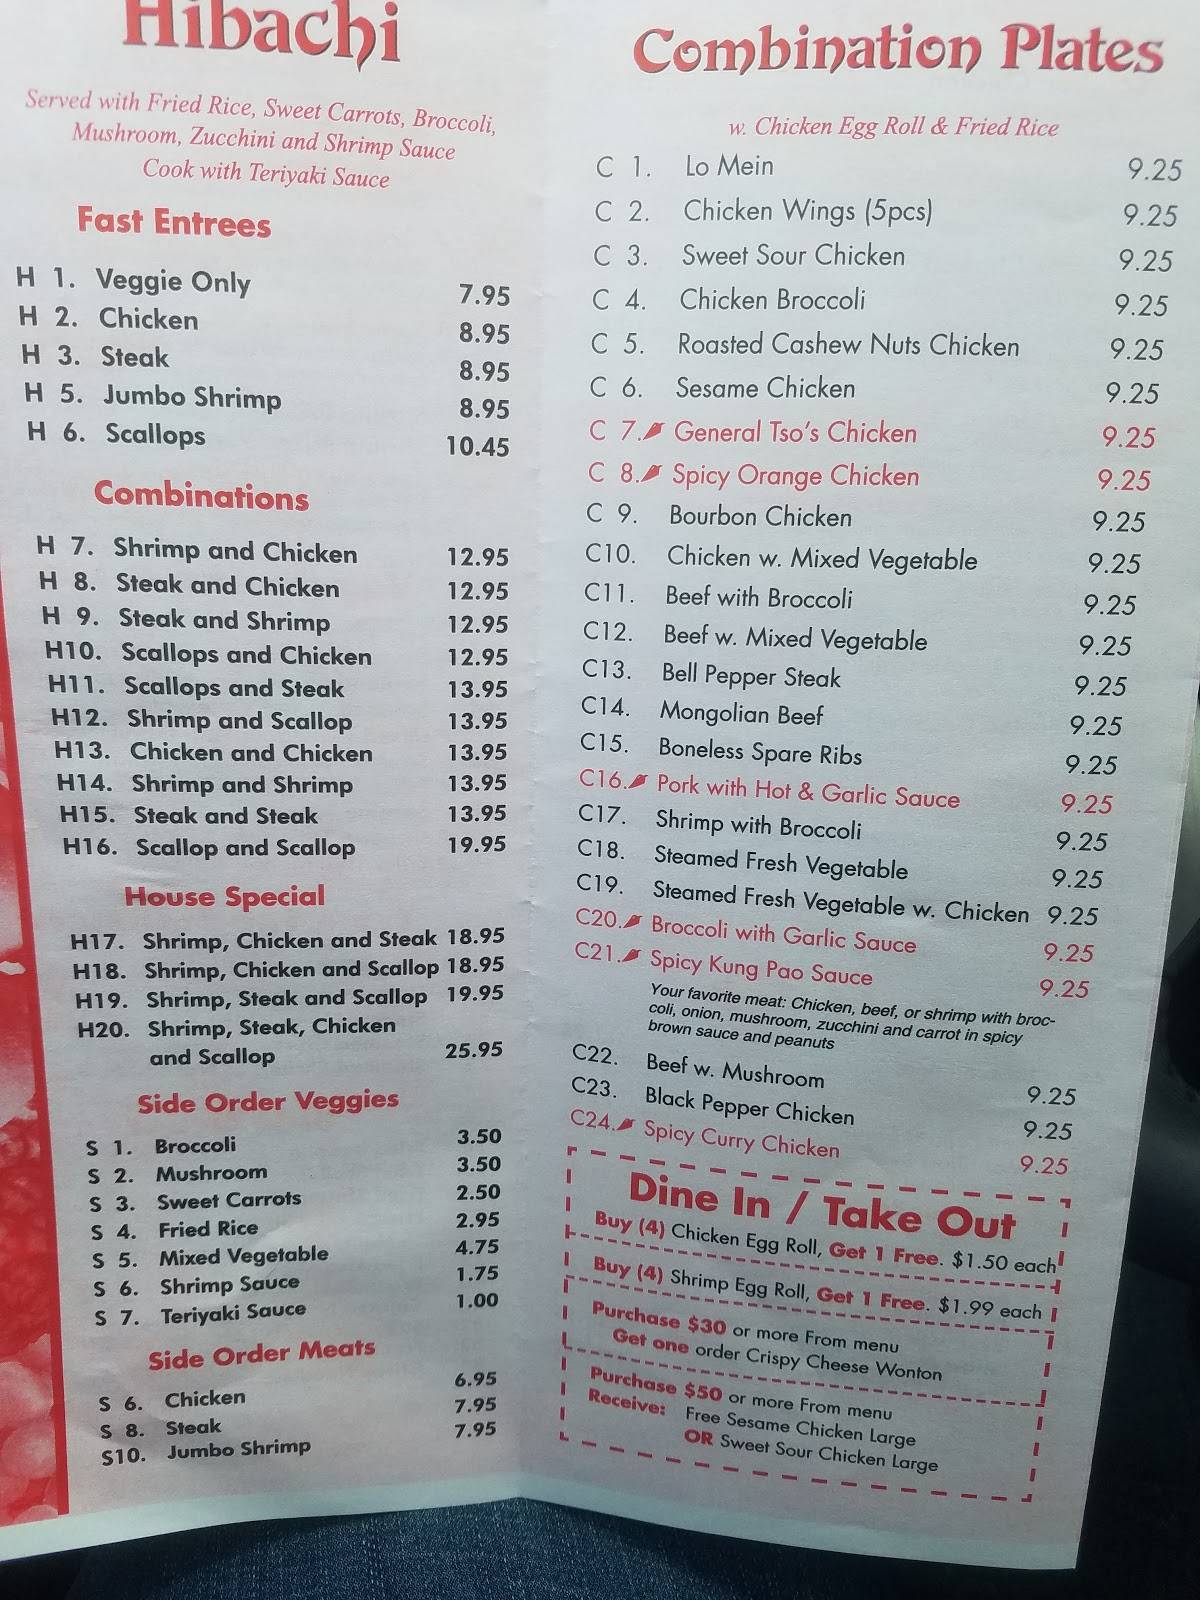 Hibachi
Served with Fried Rice, Sweet Carrots, Broccoli,
Mushroom, Zucchini and Shrimp Sauce
Cook with Teriyaki Sauce
Fast Entrees
H 1. Veggie Only 7.95
H 2. Chicken 8.95
H 3. Steak 8.95
H 5. Jumbo Shrimp 8.95
H 6. Scallops 10.45
Combinations
H 7. Shrimp and Chicken 12.95
H 8. Steak and Chicken 12.95
H 9. Steak and Shrimp 12.95
H10. Scallops and Chicken 12.95
H11. Scallops and Steak 13.95
H12. Shrimp and Scallop 13.95
H13. Chicken and Chicken 13.95
H14. Shrimp and Shrimp 13.95
H15. Steak and Steak 13.95
H16. Scallop and Scallop 19.95
House Special
H17. Shrimp, Chicken and Steak 18.95
H18. Shrimp, Chicken and Scallop 18.95
H19. Shrimp, Steak and Scallop 19.95
H20. Shrimp, Steak, Chicken
and Scallop 25.95
Side Order Veggies
S 1. Broccoli 3.50
S 2. Mushroom 3.50
S 3. Sweet Carrots 2.50
S 4. Fried Rice 2.95
S 5. Mixed Vegetable 4.75
S 6. Shrimp Sauce 1.75
S 7. Teriyaki Sauce 1.00
Side Order Meats
S 6. Chicken 6.95
S 8. Steak 7.95
S10. Jumbo Shrimp 7.95
Combination Plates
w. Chicken Egg Roll & Fried Rice
C 1. Lo Mein 9.25
C 2. Chicken Wings (5pcs) 9.25
C 3. Sweet Sour Chicken 9.25
C 4. Chicken Broccoli 9.25
C 5. Roasted Cashew Nuts Chicken 9.25
C 6. Sesame Chicken 9.25
C 7. General Tso's Chicken 9.25
C 8. Spicy Orange Chicken 9.25
C 9. Bourbon Chicken 9.25
C10. Chicken w. Mixed Vegetable 9.25
C11. Beef with Broccoli 9.25
C12. Beef w. Mixed Vegetable 9.25
C13. Bell Pepper Steak 9.25
C14. Mongolian Beef 9.25
C15. Boneless Spare Ribs 9.25
C16. Pork with Hot & Garlic Sauce 9.25
C17. Shrimp with Broccoli 9.25
C18. Steamed Fresh Vegetable 9.25
C19. Steamed Fresh Vegetable w. Chicken 9.25
C20. Broccoli with Garlic Sauce 9.25
C21. Spicy Kung Pao Sauce 9.25
Your favorite meat: Chicken, beef, or shrimp with broc-
coli, onion, mushroom, zucchini and carrot in spicy
brown sauce and peanuts
C22. Beef w. Mushroom 9.25
C23. Black Pepper Chicken 9.25
C24. Spicy Curry Chicken 9.25
Dine In / Take Out
Buy (4) Chicken Egg Roll, Get 1 Free. $1.50 each
Buy (4) Shrimp Egg Roll, Get 1 Free. $1.99 each
Purchase $30 or more From menu
Get one order Crispy Cheese Wonton
Purchase $50 or more From menu
Receive: Free Sesame Chicken Large
OR Sweet Sour Chicken Large